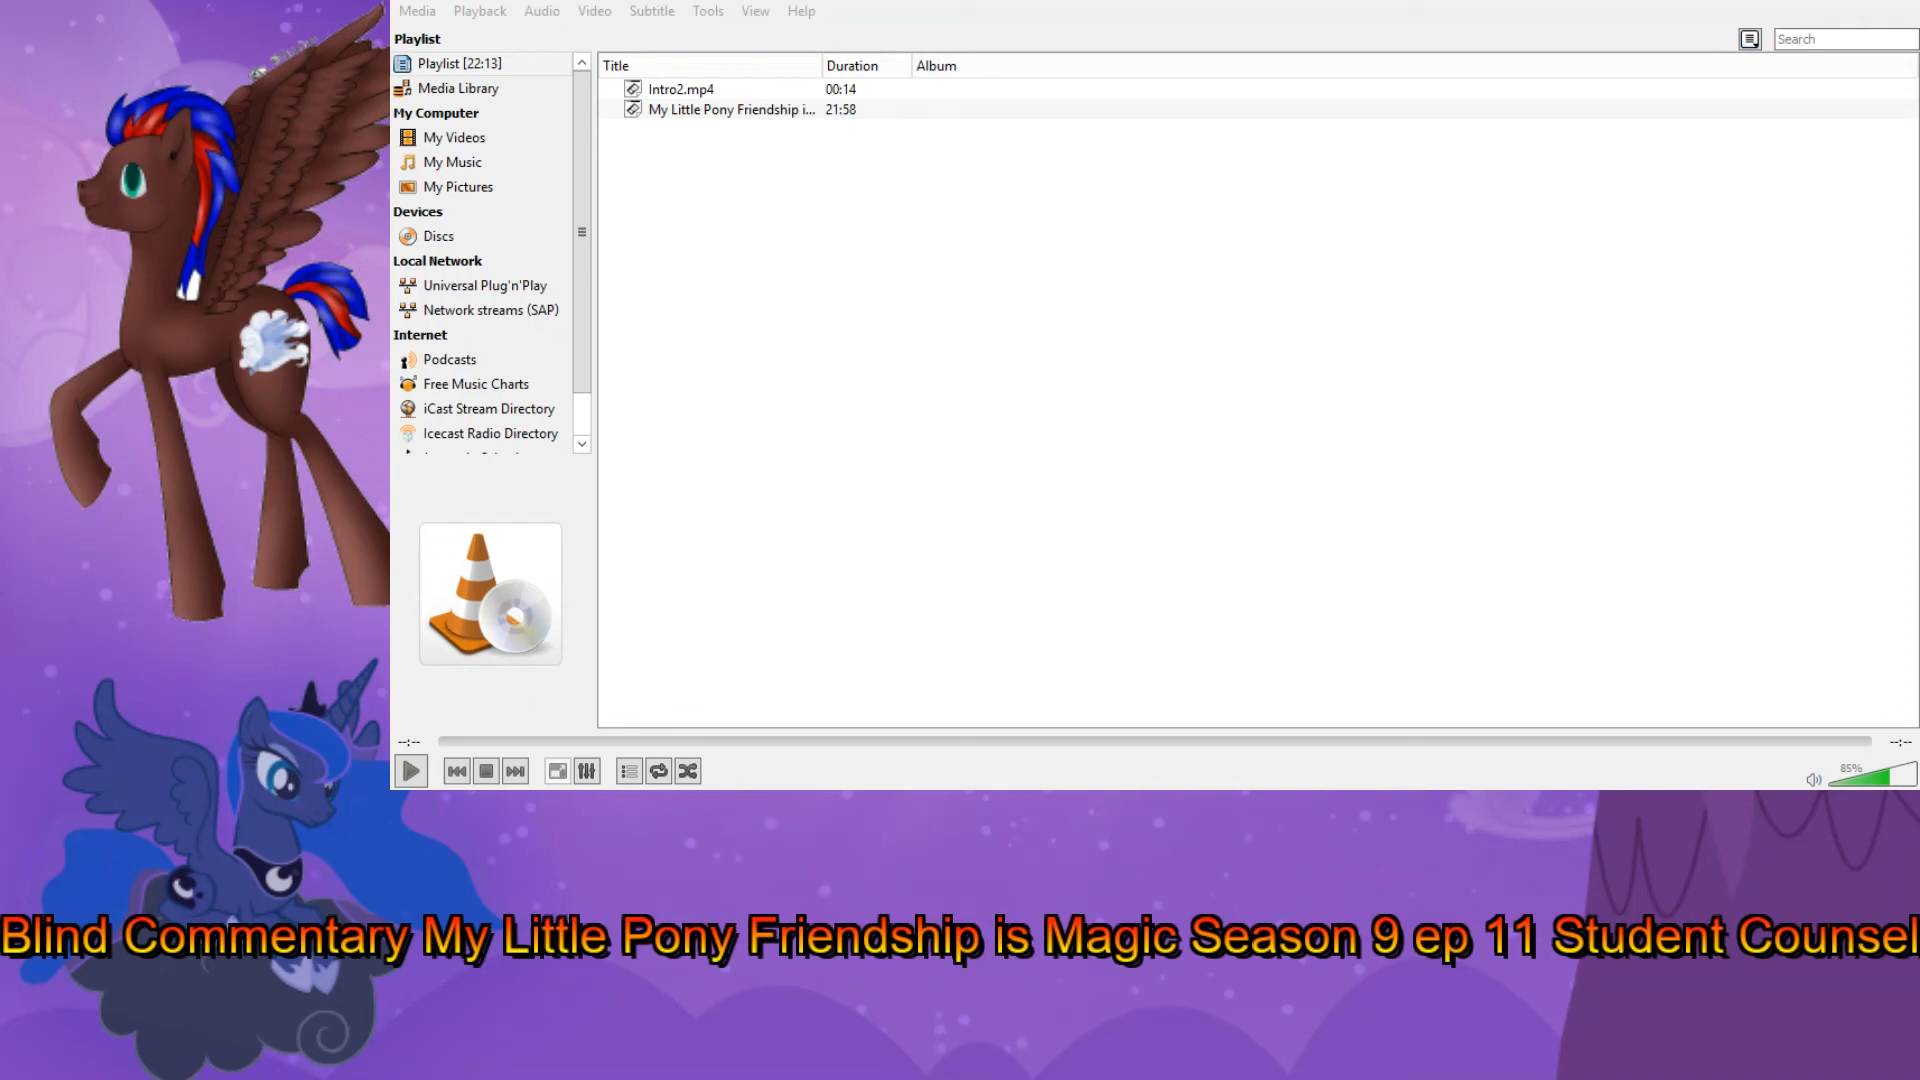 Media Playback Audio Video Subtitle Tools View Help
Playlist
Search
Playlist [22:13]
Media Library
My Computer
My Videos
My Music
My Pictures
Devices
Discs
Local Network
Universal Plug'n'Play
Network streams (SAP)
Internet
Podcasts
Free Music Charts
iCast Stream Directory
Icecast Radio Directory
Title Duration Album
Intro2.mp4 00:14
My Little Pony Friendship i... 21:58
--:-- --:--
85%
Blind Commentary My Little Pony Friendship is Magic Season 9 ep 11 Student Counsel